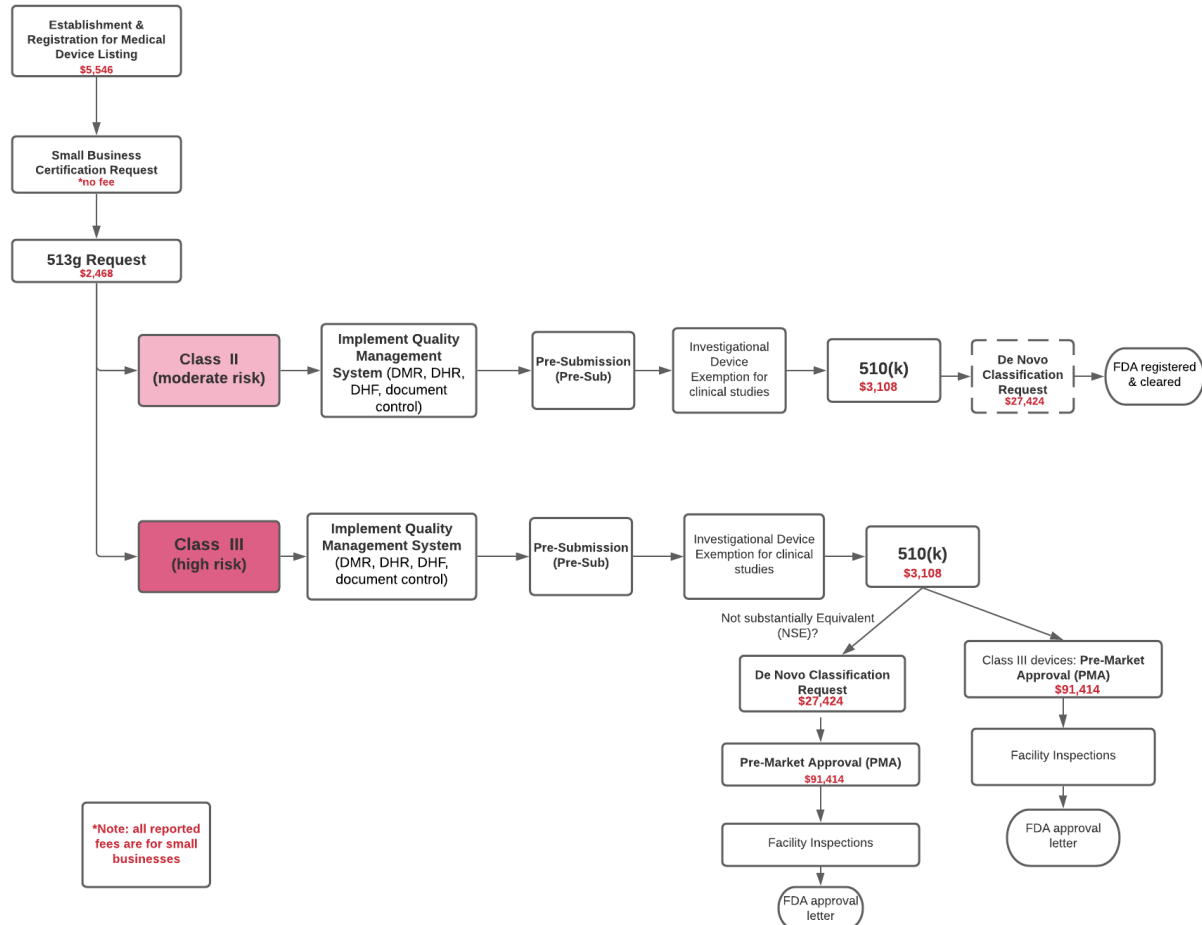 Establishment &
Registration for Medical
Device Listing
$5,546
Small Business
Certification Request
*no fee
513g Request
$2,468
Class II
(moderate risk)
Implement Quality
Management
System (DMR, DHR,
DHF, document
control)
Pre-Submission
(Pre-Sub)
Investigational
Device
Exemption for
clinical studies
510(k)
$3,108
De Novo
Classification
Request
$27,424
FDA registered
& cleared
Class III
(high risk)
Implement Quality
Management System
(DMR, DHR, DHF,
document control)
Pre-Submission
(Pre-Sub)
Investigational Device
Exemption for clinical
studies
510(k)
$3,108
Not substantially Equivalent
(NSE)?
De Novo Classification
Request
$27,424
Pre-Market Approval (PMA)
$91,414
Facility Inspections
FDA approval
letter
Class III devices: Pre-Market
Approval (PMA)
$91,414
Facility Inspections
FDA approval
letter
*Note: all reported
fees are for small
businesses